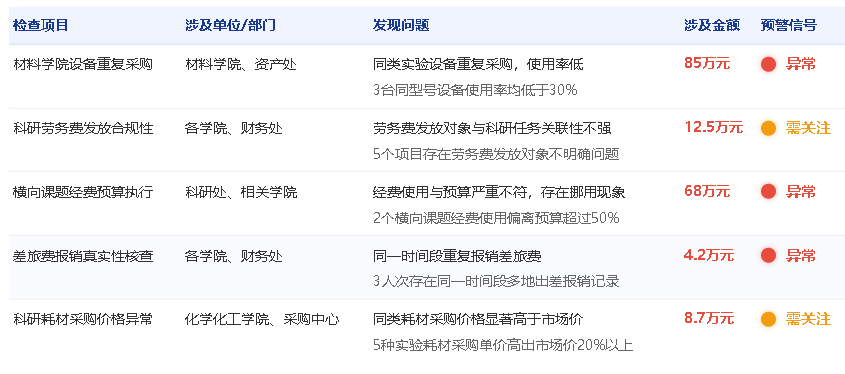 检查项目 涉及单位/部门 发现问题 涉及金额 预警信号
材料学院设备重复采购 材料学院、资产处 同类实验设备重复采购，使用率低 85万元 异常
3台同型号设备使用率均低于30%
科研劳务费发放合规性 各学院、财务处 劳务费发放对象与科研任务关联性不强 12.5万元 需关注
5个项目存在劳务费发放对象不明确问题
横向课题经费预算执行 科研处、相关学院 经费使用与预算严重不符，存在挪用现象 68万元 异常
2个横向课题经费使用偏离预算超过50%
差旅费报销真实性核查 各学院、财务处 同一时间段重复报销差旅费 4.2万元 异常
3人次存在同一时间段多地出差报销记录
科研耗材采购价格异常 化学化工学院、采购中心 同类耗材采购价格显著高于市场价 8.7万元 需关注
5种实验耗材采购单价高出市场价20%以上